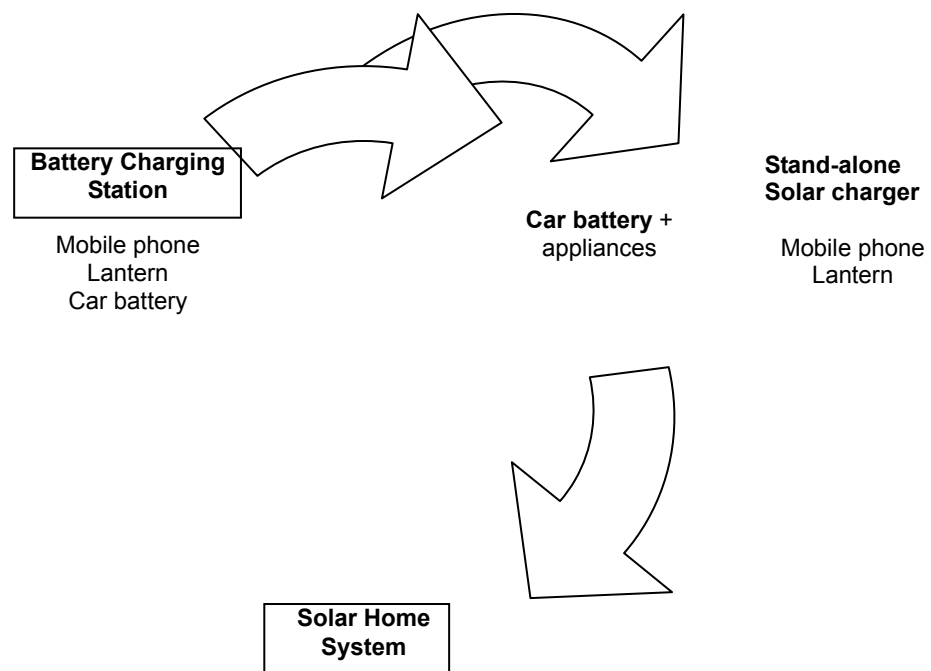 Battery Charging
Station
Mobile phone
Lantern
Car battery
Car battery +
appliances
Stand-alone
Solar charger
Mobile phone
Lantern
Solar Home
System